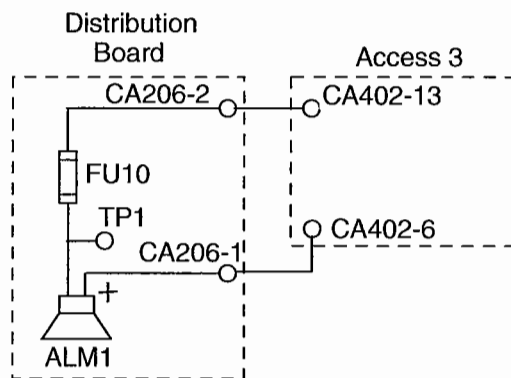 Distribution
Board
Access 3
CA206-2
CA402-13
FU10
TP1
CA402-6
CA206-1
+
ALM1